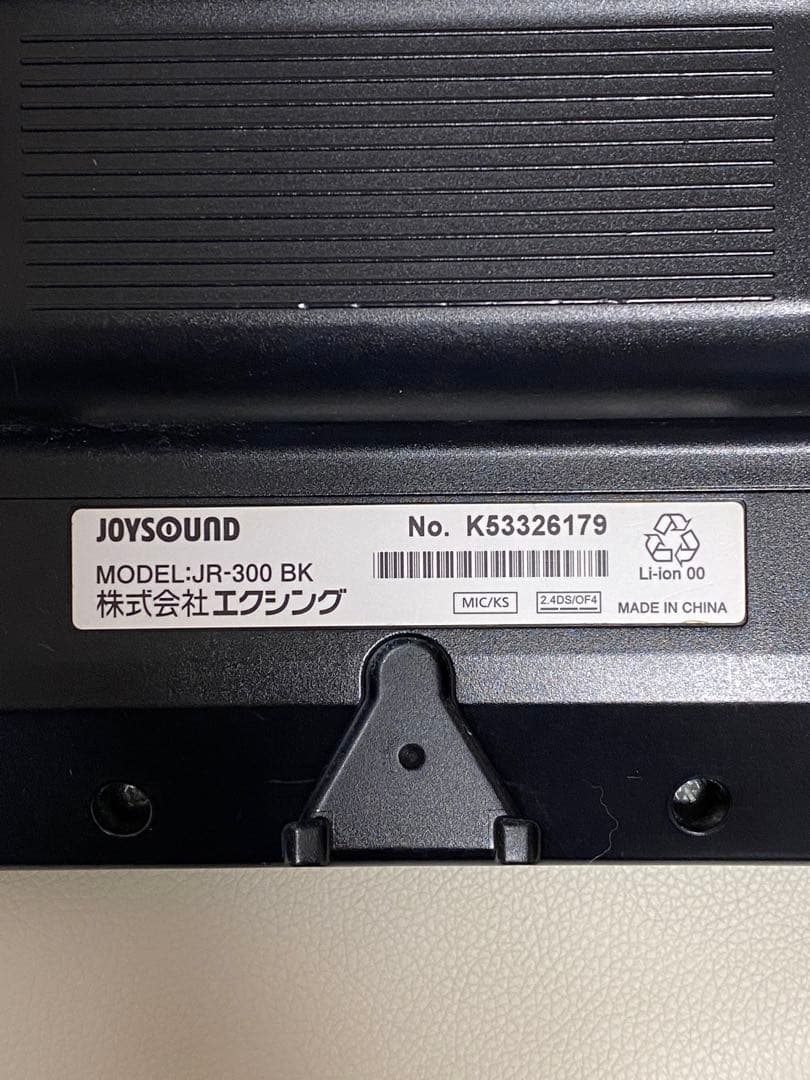 JOYSOUND
No. K53326179
MODEL:JR-300 BK
Li-ion 00
株式会社エクシング
MIC/KS
2.4DS/OF4
MADE IN CHINA